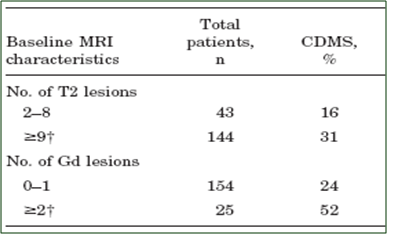 Total
Baseline MRI patients, CDMS,
characteristics n %
No. of T2 lesions
2–8 43 16
≥9† 144 31
No. of Gd lesions
0–1 154 24
≥2† 25 52